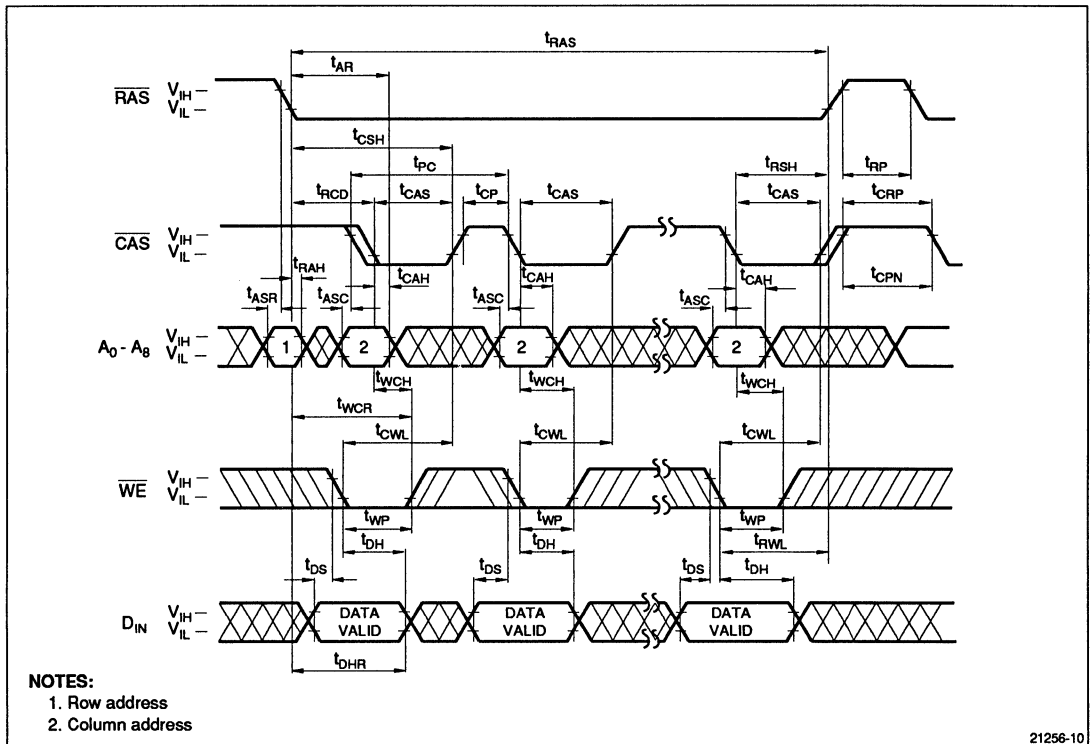 tRAS
tAR
RAS VIH
VIL
tCSH
tPC tRSH tRP
tRCD tCAS tCP tCAS tCAS tCRP
CAS VIH
VIL
tRAH tCAH tCAH tCAH tCPN
tASR tASC tASC tASC
A0 - A8 VIH 1 2 2 2
VIL
tWCH tWCH tWCH
tWCR
tCWL tCWL tCWL
WE VIH
VIL
tWP tWP tWP
tDH tDH tRWL
tDS tDS tDS tDH
DIN VIH DATA DATA DATA
VIL VALID VALID VALID
tDHR
NOTES:
1. Row address
2. Column address
21256-10